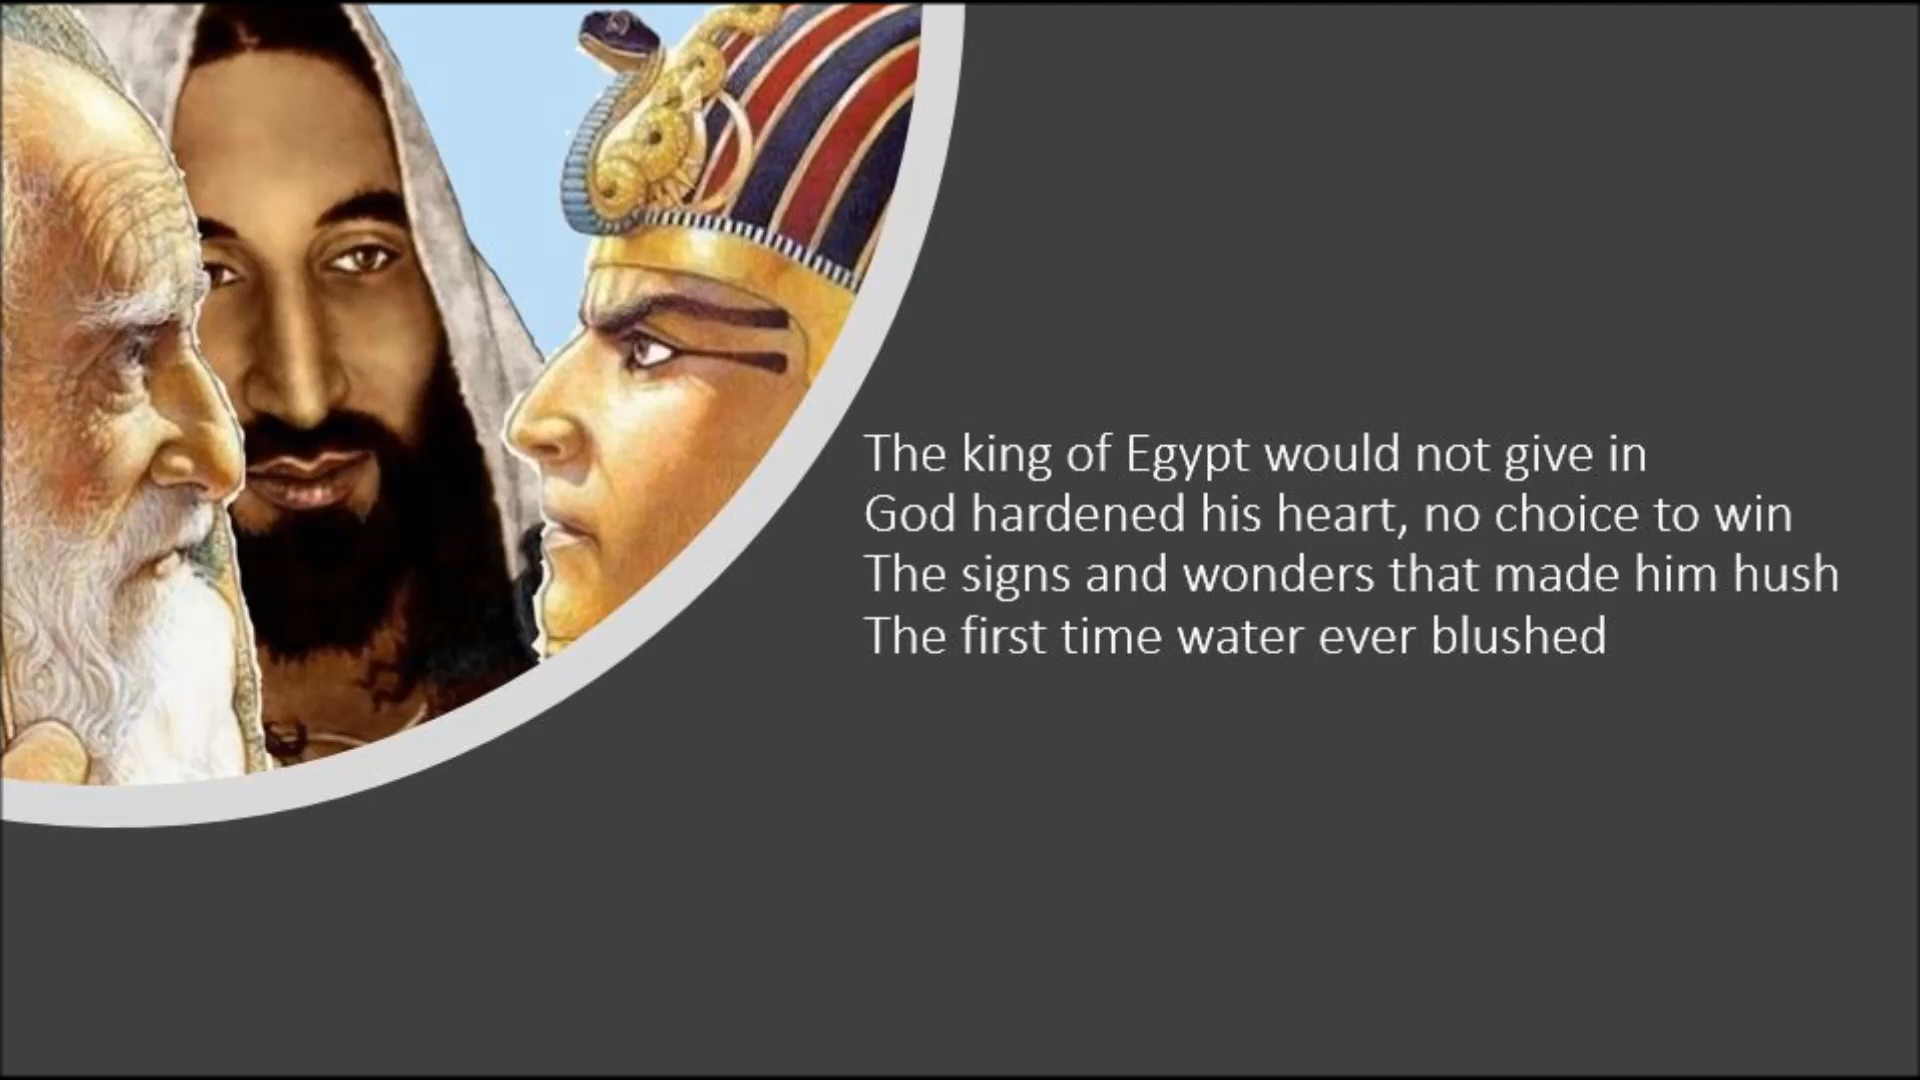 The king of Egypt would not give in
God hardened his heart, no choice to win
The signs and wonders that made him hush
The first time water ever blushed